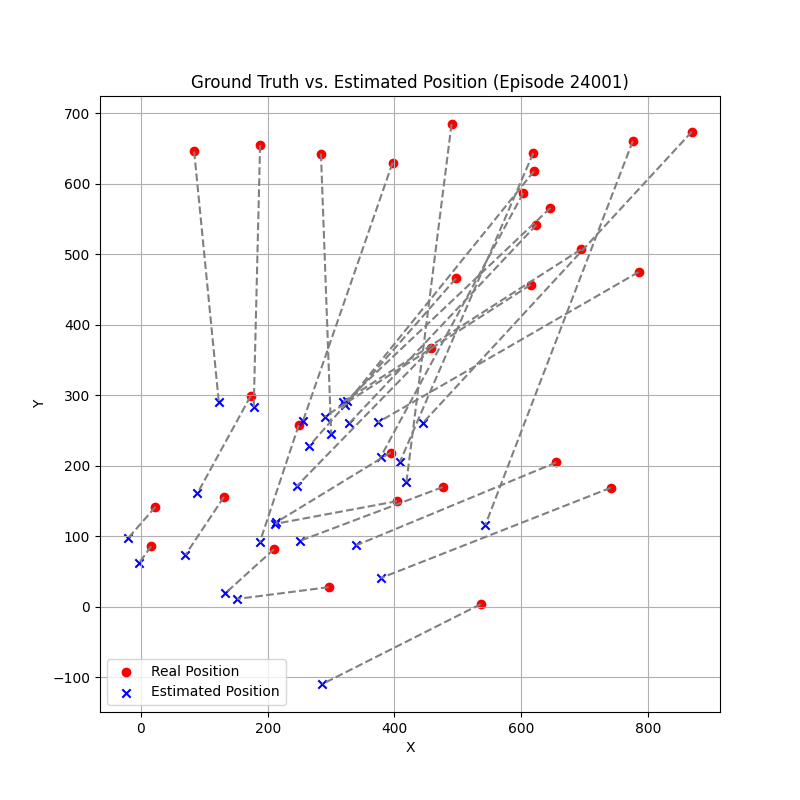 Ground Truth vs. Estimated Position (Episode 24001)
700
600
500
400
300
200
100
0
−100
Y
Real Position
Estimated Position
0 200 400 600 800
X